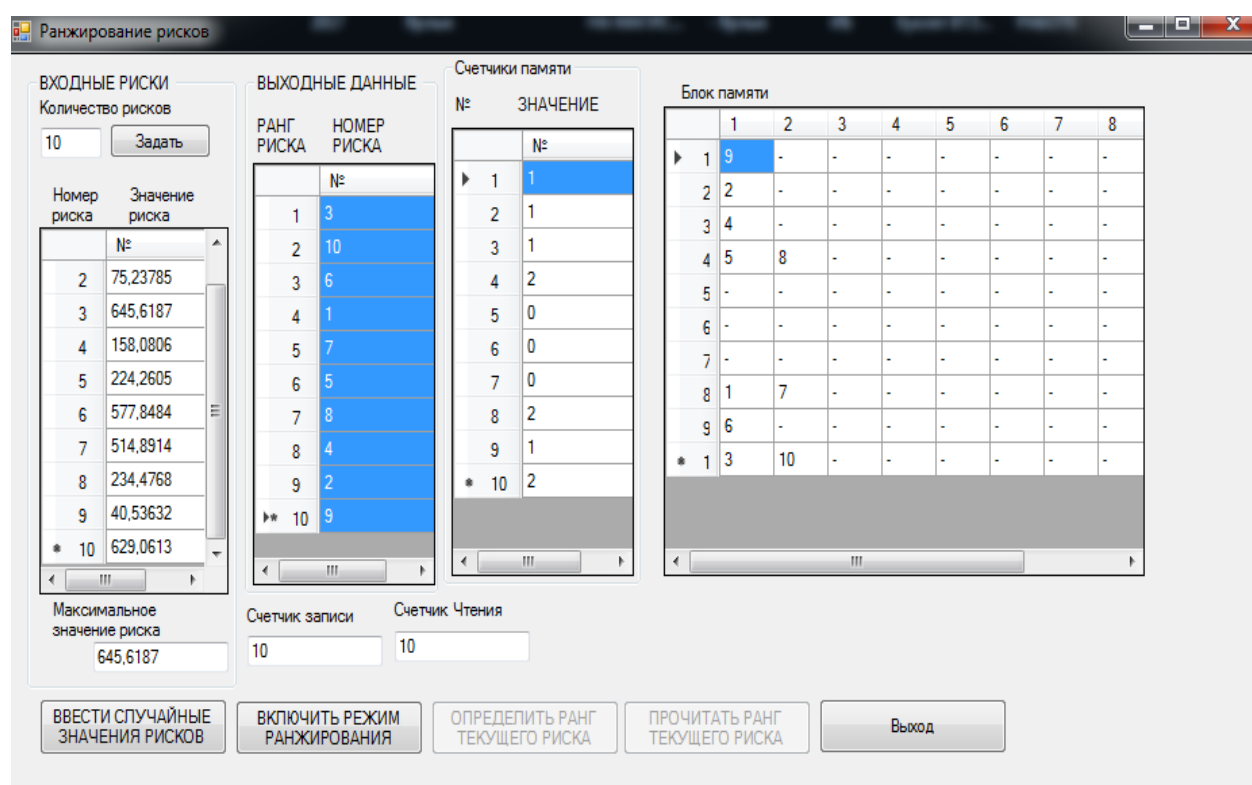 Ранжирование рисков
ВХОДНЫЕ РИСКИ
Количество рисков
10 Задать
Номер риска Значение риска
№
2 75,23785
3 645,6187
4 158,0806
5 224,2605
6 577,8484
7 514,8914
8 234,4768
9 40,53632
* 10 629,0613
Максимальное
значение риска
645,6187
ВЫХОДНЫЕ ДАННЫЕ
РАНГ РИСКА НОМЕР РИСКА
№
1 3
2 10
3 6
4 1
5 7
6 5
7 8
8 4
9 2
* 10 9
Счетчики памяти
№ ЗНАЧЕНИЕ
№
1 1
2 1
3 1
4 2
5 0
6 0
7 0
8 2
9 1
* 10 2
Блок памяти
1 2 3 4 5 6 7 8
1 9 - - - - - - -
2 2 - - - - - - -
3 4 - - - - - - -
4 5 8 - - - - - -
5 - - - - - - - -
6 - - - - - - - -
7 - - - - - - - -
8 1 7 - - - - - -
9 6 - - - - - - -
* 1 3 10 - - - - - -
Счетчик записи Счетчик Чтения
10 10
ВВЕСТИ СЛУЧАЙНЫЕ
ЗНАЧЕНИЯ РИСКОВ
ВКЛЮЧИТЬ РЕЖИМ
РАНЖИРОВАНИЯ
ОПРЕДЕЛИТЬ РАНГ
ТЕКУЩЕГО РИСКА
ПРОЧИТАТЬ РАНГ
ТЕКУЩЕГО РИСКА
Выход